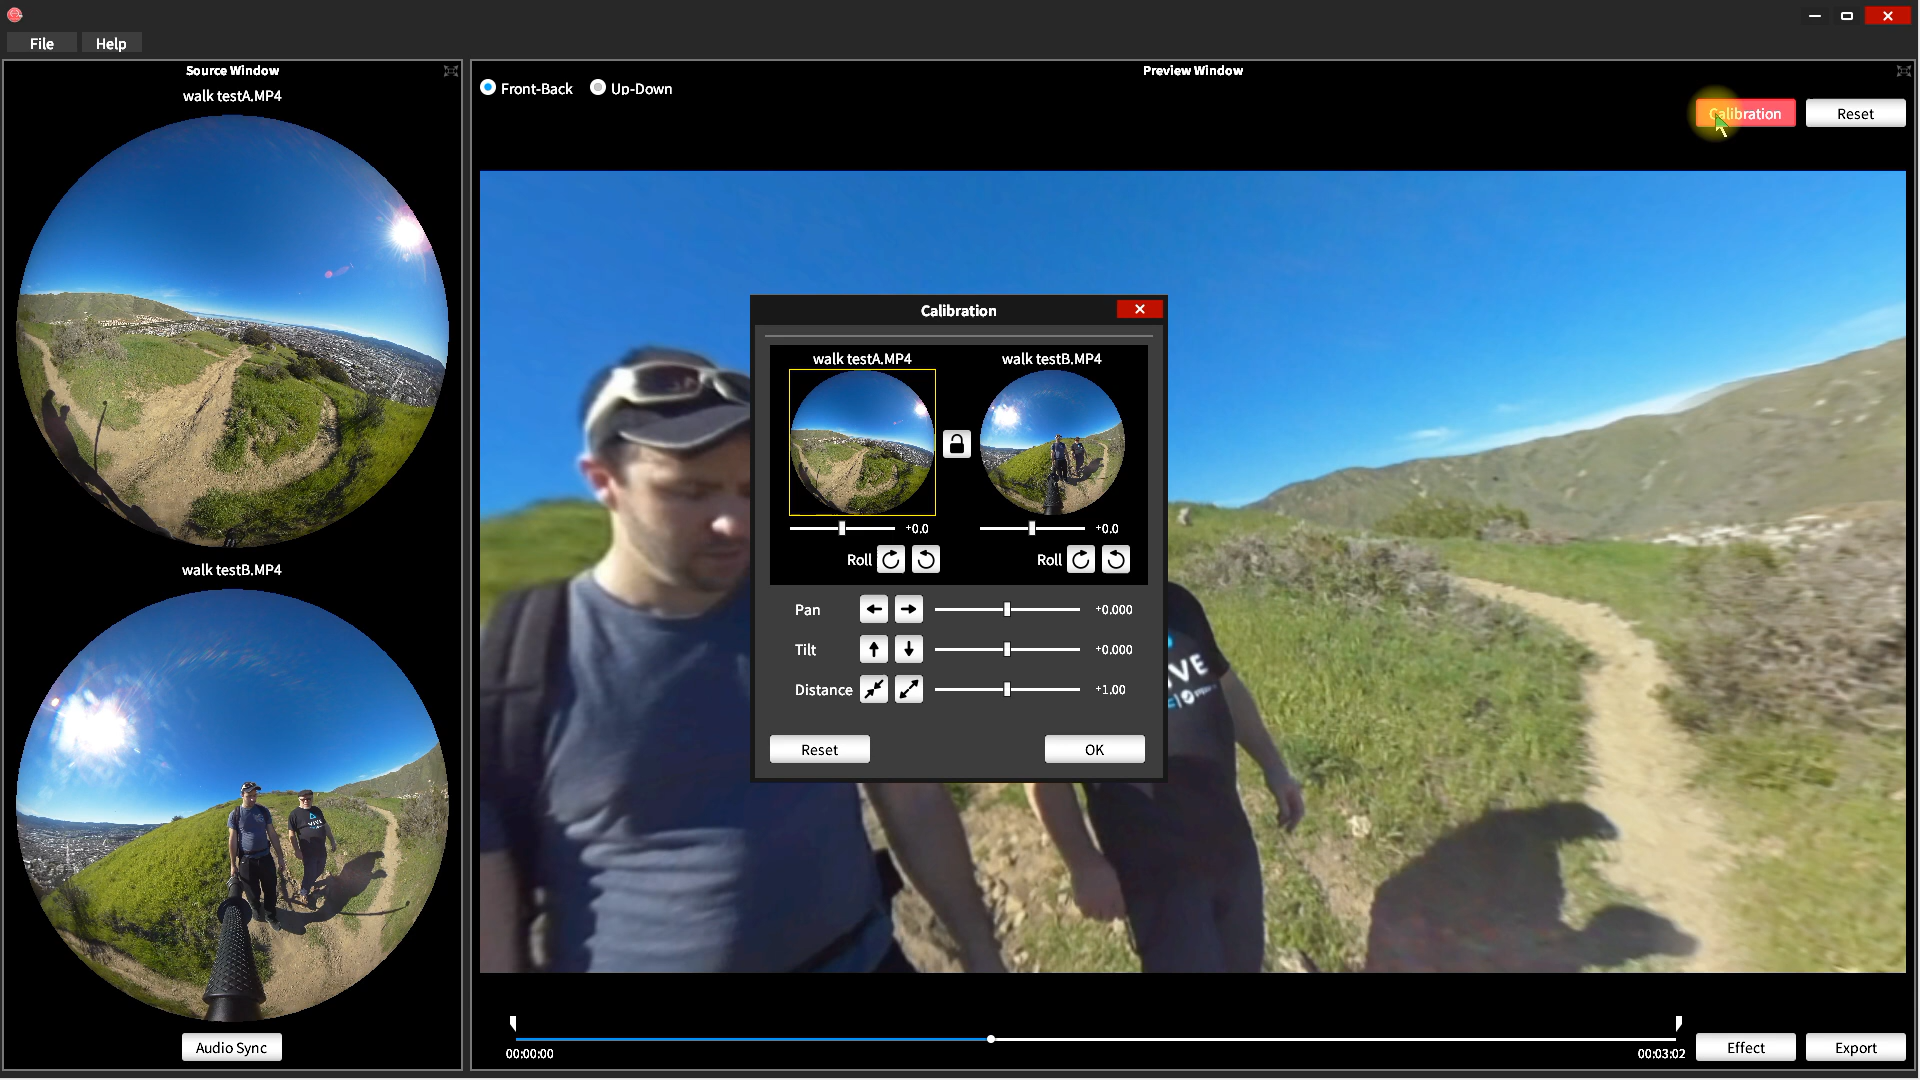 File Help
Source Window
walk testA.MP4
walk testB.MP4
Audio Sync
Preview Window
Front-Back Up-Down
Calibration Reset
Calibration
walk testA.MP4 walk testB.MP4
+0.0 +0.0
Roll Roll
Pan +0.000
Tilt +0.000
Distance +1.00
Reset OK
VIVE
VIVE
00:00:00 00:03:02
Effect Export